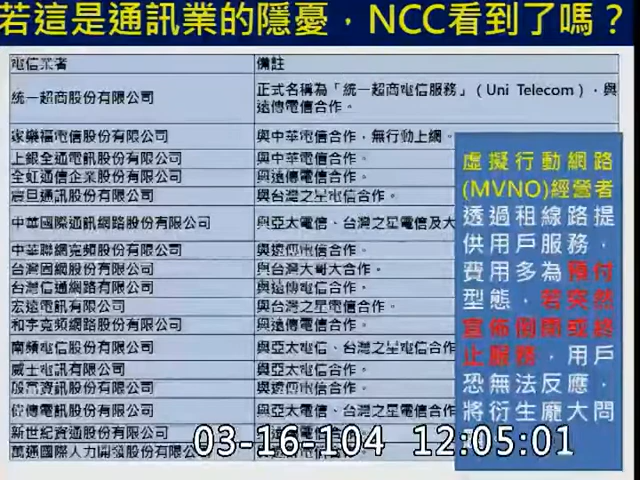 若這是通訊業的隱憂，NCC看到了嗎？
電信業者 備註
統一超商股份有限公司 正式名稱為「統一超商電信服務」（Uni Telecom），與
遠傳電信合作。
家樂福電信股份有限公司 與中華電信合作，無行動上網。
上銀全通電訊股份有限公司 與中華電信合作。
全虹通信企業股份有限公司 與遠傳電信合作。
震旦通訊股份有限公司 與台灣之星電信合作。
中華國際通訊網路股份有限公司 與亞太電信、台灣之星電信及大
中華聯網寬頻股份有限公司 與遠傳電信合作。
台灣固網股份有限公司 與台灣大哥大合作。
台灣信通網路有限公司 與遠傳電信合作。
宏遠電訊有限公司 與台灣之星電信合作。
和宇寬頻網路股份有限公司 與遠傳電信合作。
南頻電信股份有限公司 與亞太電信、台灣之星電信合作
威士電訊有限公司
股份有限公司 與遠傳電信合作。
傳電訊股份有限公司 與亞太電信、台灣之星電信合作
新世紀資通股份有限公司
萬通國際人力開發股份有限公司
虛擬行動網路
(MVNO)經營者
透過租線路提
供用戶服務，
費用多為預付
型態，若突然
宣佈倒閉或終
止服務，用戶
恐無法反應，
將衍生龐大問
03-16-104 12:05:01